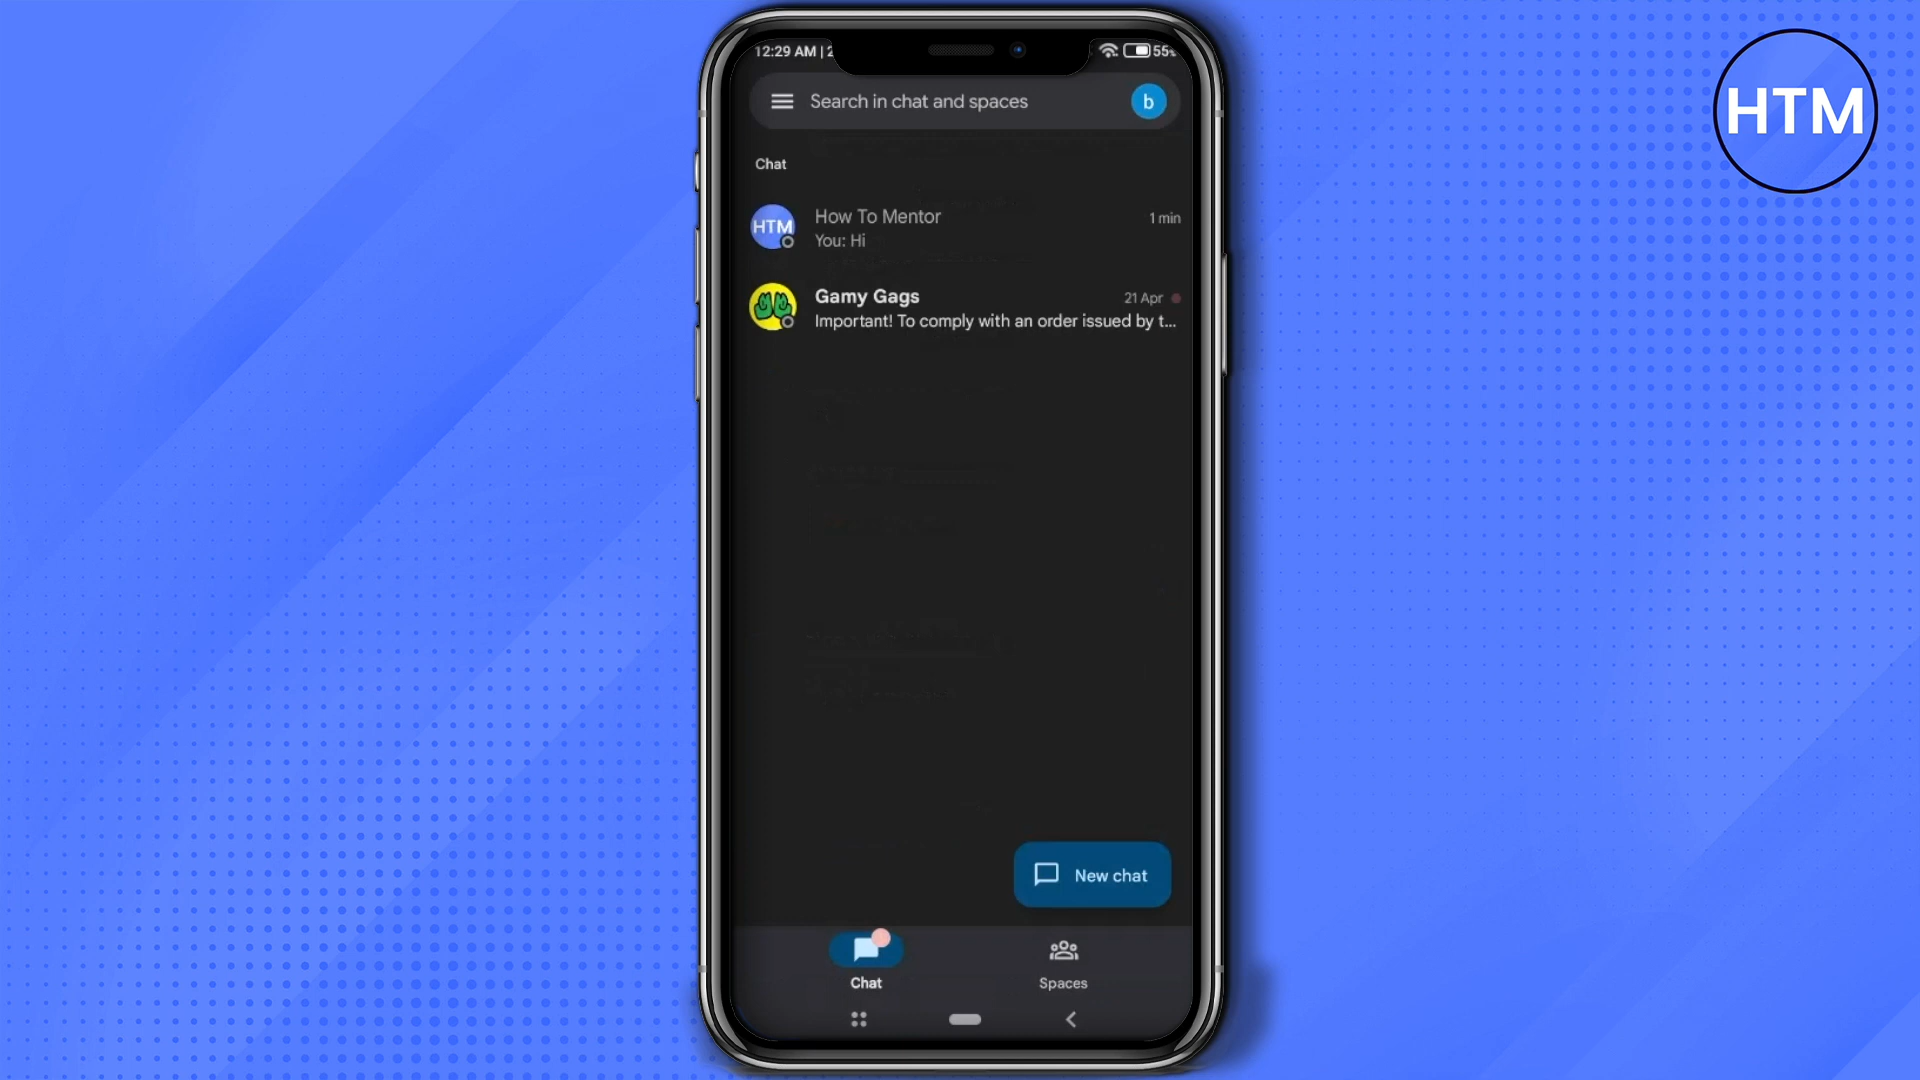 12:29 AM | 2
55%
HTM
Search in chat and spaces
b
Chat
HTM
How To Mentor
1 min
You: Hi
Gamy Gags
21 Apr
Important! To comply with an order issued by t...
New chat
Chat
Spaces